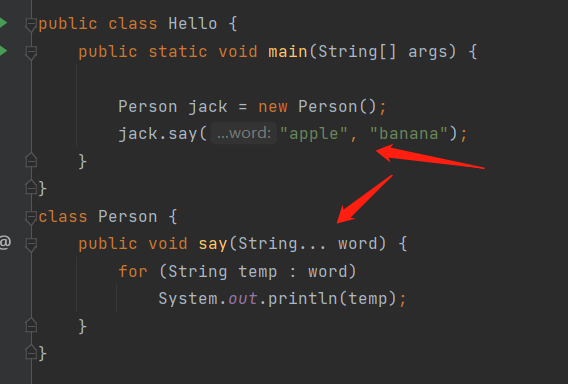 public class Hello {
    public static void main(String[] args) {

        Person jack = new Person();
        jack.say( ...word: "apple", "banana");
    }
}
class Person {
@    public void say(String... word) {
        for (String temp : word)
            System.out.println(temp);
    }
}